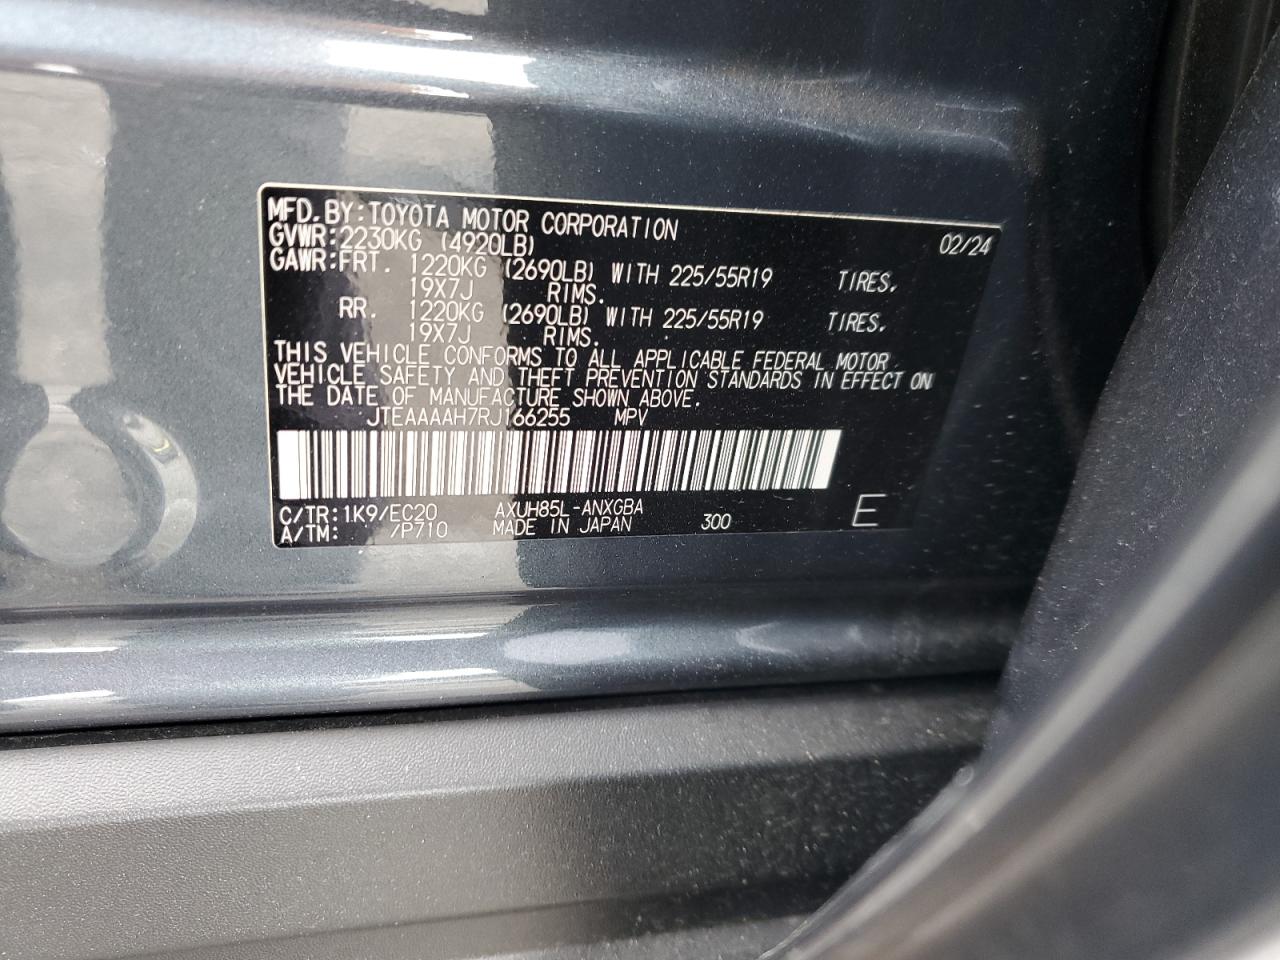 MFD.BY:TOYOTA MOTOR CORPORATION 02/24
GVWR:2230KG (4920LB)
GAWR:FRT. 1220KG (2690LB) WITH 225/55R19 TIRES,
19X7J RIMS.
RR. 1220KG (2690LB) WITH 225/55R19 TIRES,
19X7J RIMS.
THIS VEHICLE CONFORMS TO ALL APPLICABLE FEDERAL MOTOR
VEHICLE SAFETY AND THEFT PREVENTION STANDARDS IN EFFECT ON
THE DATE OF MANUFACTURE SHOWN ABOVE.
JTEAAAAH7RJ166255 MPV
C/TR:1K9/EC20 AXUH85L-ANXGBA
A/TM: /P710 MADE IN JAPAN 300 E